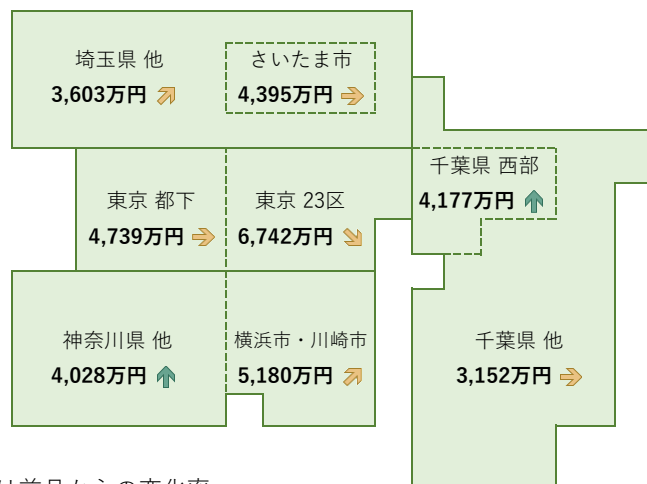 埼玉県 他
3,603万円
さいたま市
4,395万円
千葉県 西部
4,177万円
東京 都下
4,739万円
東京 23区
6,742万円
神奈川県 他
4,028万円
横浜市・川崎市
5,180万円
千葉県 他
3,152万円